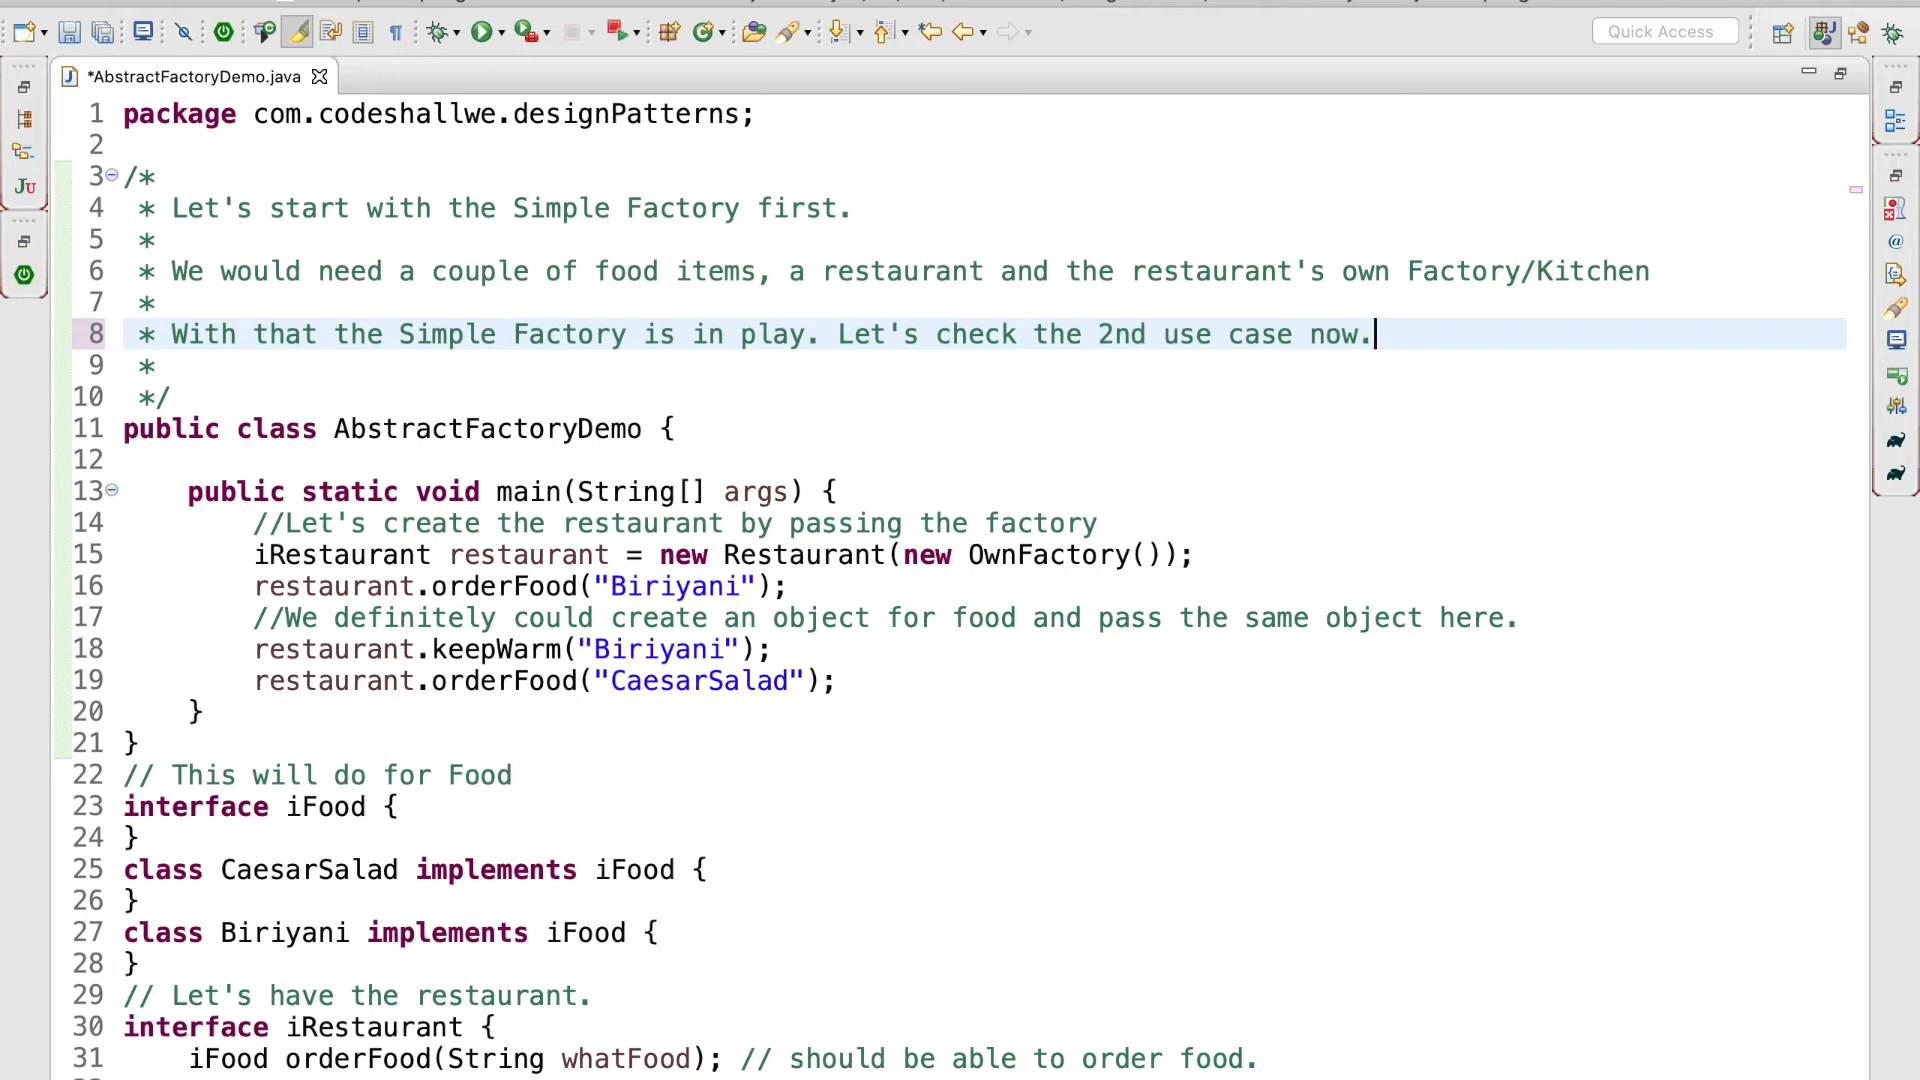 Quick Access
*AbstractFactoryDemo.java
1 package com.codeshallwe.designPatterns;
2
3 /*
4 * Let's start with the Simple Factory first.
5 *
6 * We would need a couple of food items, a restaurant and the restaurant's own Factory/Kitchen
7 *
8 * With that the Simple Factory is in play. Let's check the 2nd use case now.
9 *
10 */
11 public class AbstractFactoryDemo {
12
13 public static void main(String[] args) {
14 //Let's create the restaurant by passing the factory
15 iRestaurant restaurant = new Restaurant(new OwnFactory());
16 restaurant.orderFood("Biriyani");
17 //We definitely could create an object for food and pass the same object here.
18 restaurant.keepWarm("Biriyani");
19 restaurant.orderFood("CaesarSalad");
20 }
21 }
22 // This will do for Food
23 interface iFood {
24 }
25 class CaesarSalad implements iFood {
26 }
27 class Biriyani implements iFood {
28 }
29 // Let's have the restaurant.
30 interface iRestaurant {
31 iFood orderFood(String whatFood); // should be able to order food.